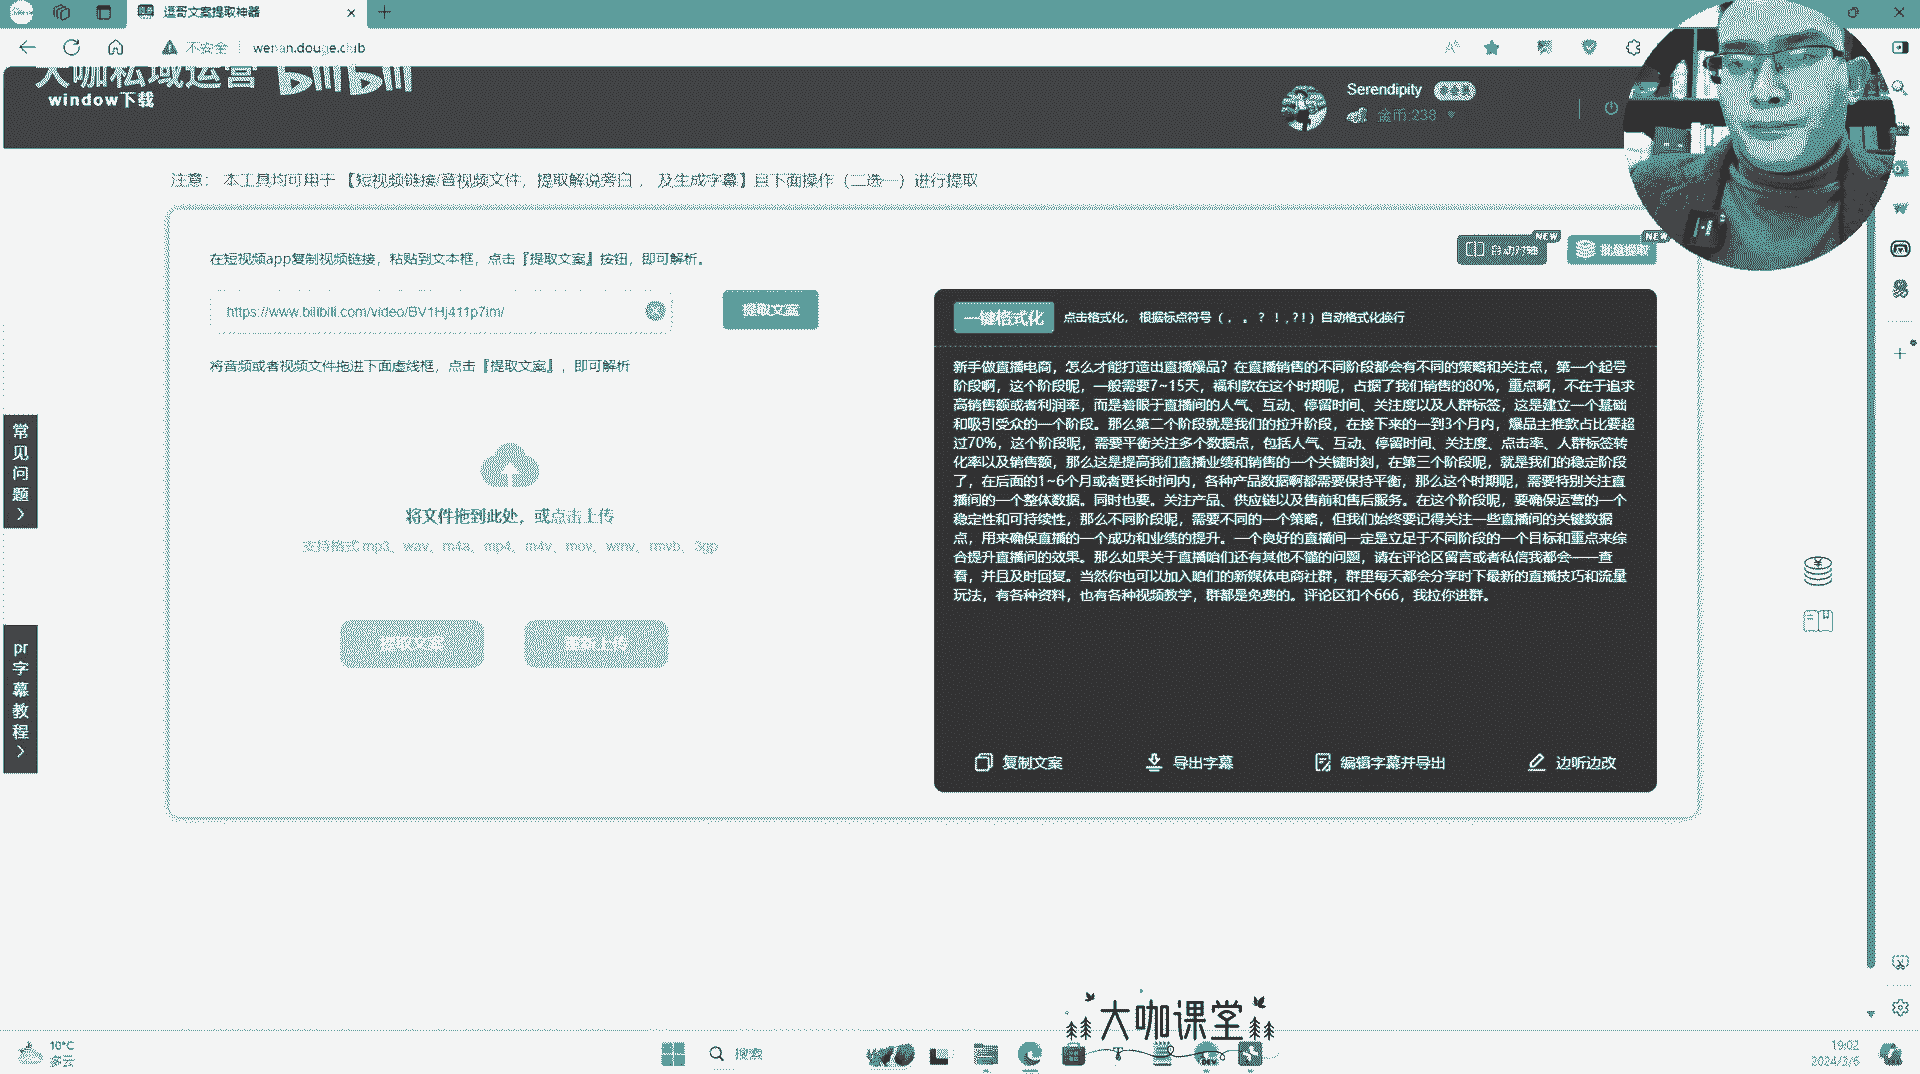 逗哥文案提取神器
不安全
wenan.douge.club
大咖私域运营 bilibili
window下载
Serendipity
金币:238
注意： 本工具均可用于 【短视频链接/音视频文件，提取解说旁白 ， 及生成字幕】自下面操作（二选一）进行提取
在短视频app复制视频链接，粘贴到文本框，点击『提取文案』按钮，即可解析。
NEW
自动对轴
NEW
批量提取
https://www.bilibili.com/video/BV1Hj411p7im/
提取文案
一键格式化
点击格式化， 根据标点符号（ ， 。 ？ ！ , ? ! ）自动格式化换行
将音频或者视频文件拖进下面虚线框，点击『提取文案』，即可解析
新手做直播电商，怎么才能打造出直播爆品？在直播销售的不同阶段都会有不同的策略和关注点，第一个起号
阶段啊，这个阶段呢，一般需要7~15天，福利款在这个时期呢，占据了我们销售的80%，重点啊，不在于追求
高销售额或者利润率，而是着眼于直播间的人气、互动、停留时间、关注度以及人群标签，这是建立一个基础
和吸引受众的一个阶段。那么第二个阶段就是我们的拉升阶段，在接下来的一到3个月内，爆品主推款占比要超
过70%，这个阶段呢，需要平衡关注多个数据点，包括人气、互动、停留时间、关注度、点击率、人群标签转
化率以及销售额，那么这是提高我们直播业绩和销售的一个关键时刻，在第三个阶段呢，就是我们的稳定阶段
了，在后面的1~6个月或者更长时间内，各种产品数据啊都需要保持平衡，那么这个时期呢，需要特别关注直
播间的一个整体数据。同时也要。关注产品、供应链以及售前和售后服务。在这个阶段呢，要确保运营的一个
稳定性和可持续性，那么不同阶段呢，需要不同的一个策略，但我们始终要记得关注一些直播间的关键数据
点，用来确保直播的一个成功和业绩的提升。一个良好的直播间一定是立足于不同阶段的一个目标和重点来综
合提升直播间的效果。那么如果关于直播咱们还有其他不懂的问题，请在评论区留言或者私信我都会一一查
看，并且及时回复。当然你也可以加入咱们的新媒体电商社群，群里每天都会分享时下最新的直播技巧和流量
玩法，有各种资料，也有各种视频教学，群都是免费的。评论区扣个666，我拉你进群。
将文件拖到此处，或点击上传
支持格式mp3、wav、m4a、mp4、m4v、mov、wmv、rmvb、3gp
提取文案
重新上传
复制文案
导出字幕
编辑字幕并导出
边听边改
常见问题
pr字幕教程
大咖课堂
10°C
多云
搜索
19:02
2024/3/6